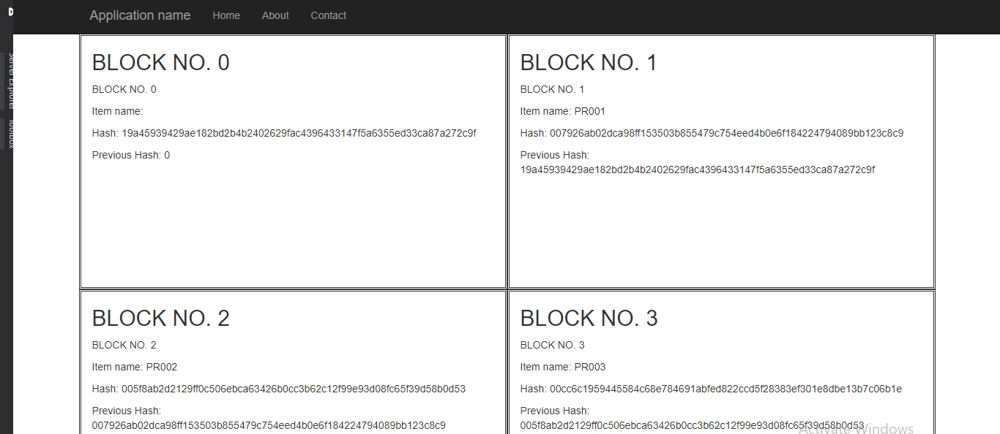 Application name Home About Contact
Server Explorer
Toolbox
BLOCK NO. 0
BLOCK NO. 0
Item name:
Hash: 19a45939429ae182bd2b4b2402629fac4396433147f5a6355ed33ca87a272c9f
Previous Hash: 0
BLOCK NO. 1
BLOCK NO. 1
Item name: PR001
Hash: 007926ab02dca98ff153503b855479c754eed4b0e6f184224794089bb123c8c9
Previous Hash:
19a45939429ae182bd2b4b2402629fac4396433147f5a6355ed33ca87a272c9f
BLOCK NO. 2
BLOCK NO. 2
Item name: PR002
Hash: 005f8ab2d2129ff0c506ebca63426b0cc3b62c12f99e93d08fc65f39d58b0d53
Previous Hash:
007926ab02dca98ff153503b855479c754eed4b0e6f184224794089bb123c8c9
BLOCK NO. 3
BLOCK NO. 3
Item name: PR003
Hash: 00cc6c1959445584c68e784691abfed822ccd5f28383ef301e8dbe13b7c06b1e
Previous Hash:
005f8ab2d2129ff0c506ebca63426b0cc3b62c12f99e93d08fc65f39d58b0d53
Activate Windows